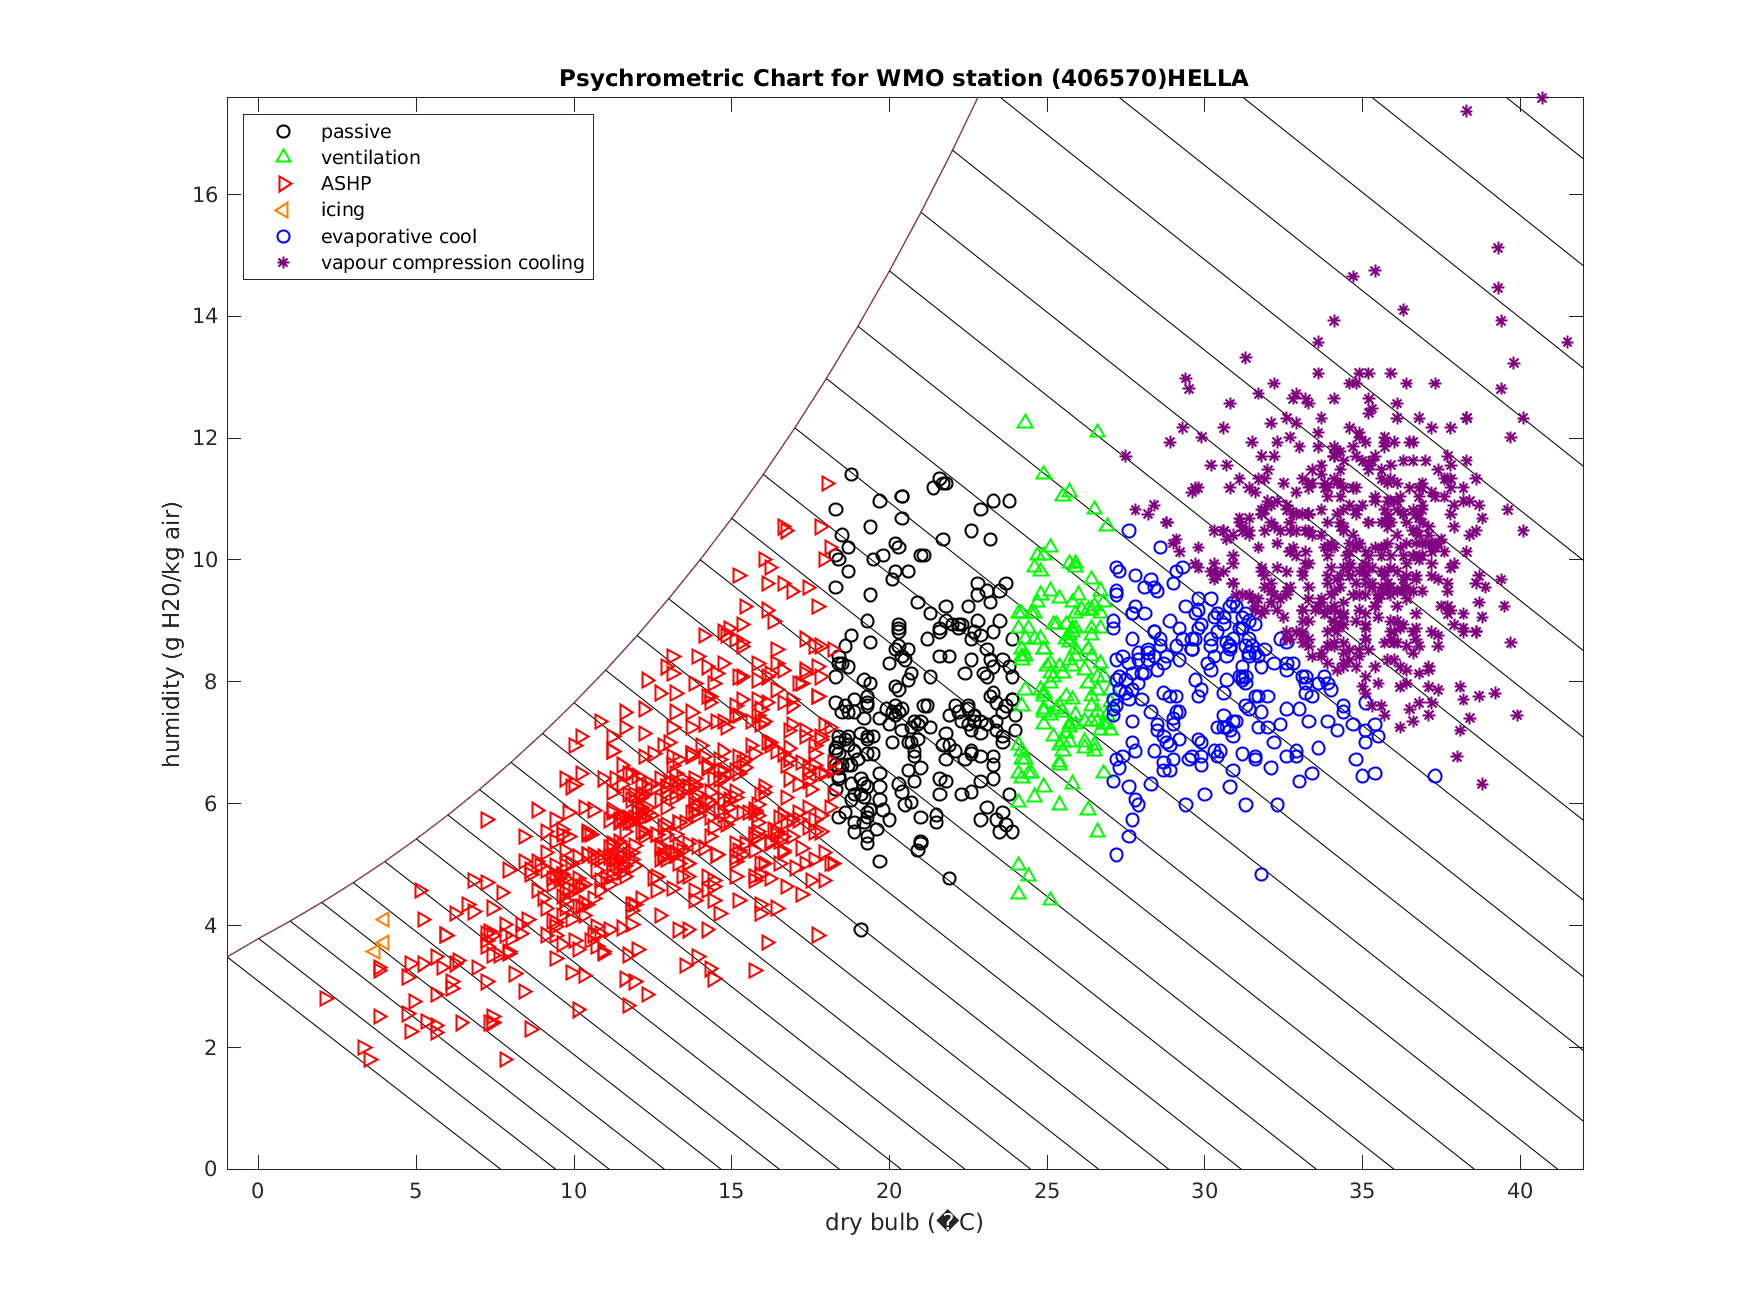 Psychrometric Chart for WMO station (406570)HELLA
passive
ventilation
ASHP
icing
evaporative cool
vapour compression cooling
16
14
12
10
8
6
4
2
0
humidity (g H20/kg air)
0 5 10 15 20 25 30 35 40
dry bulb (�C)